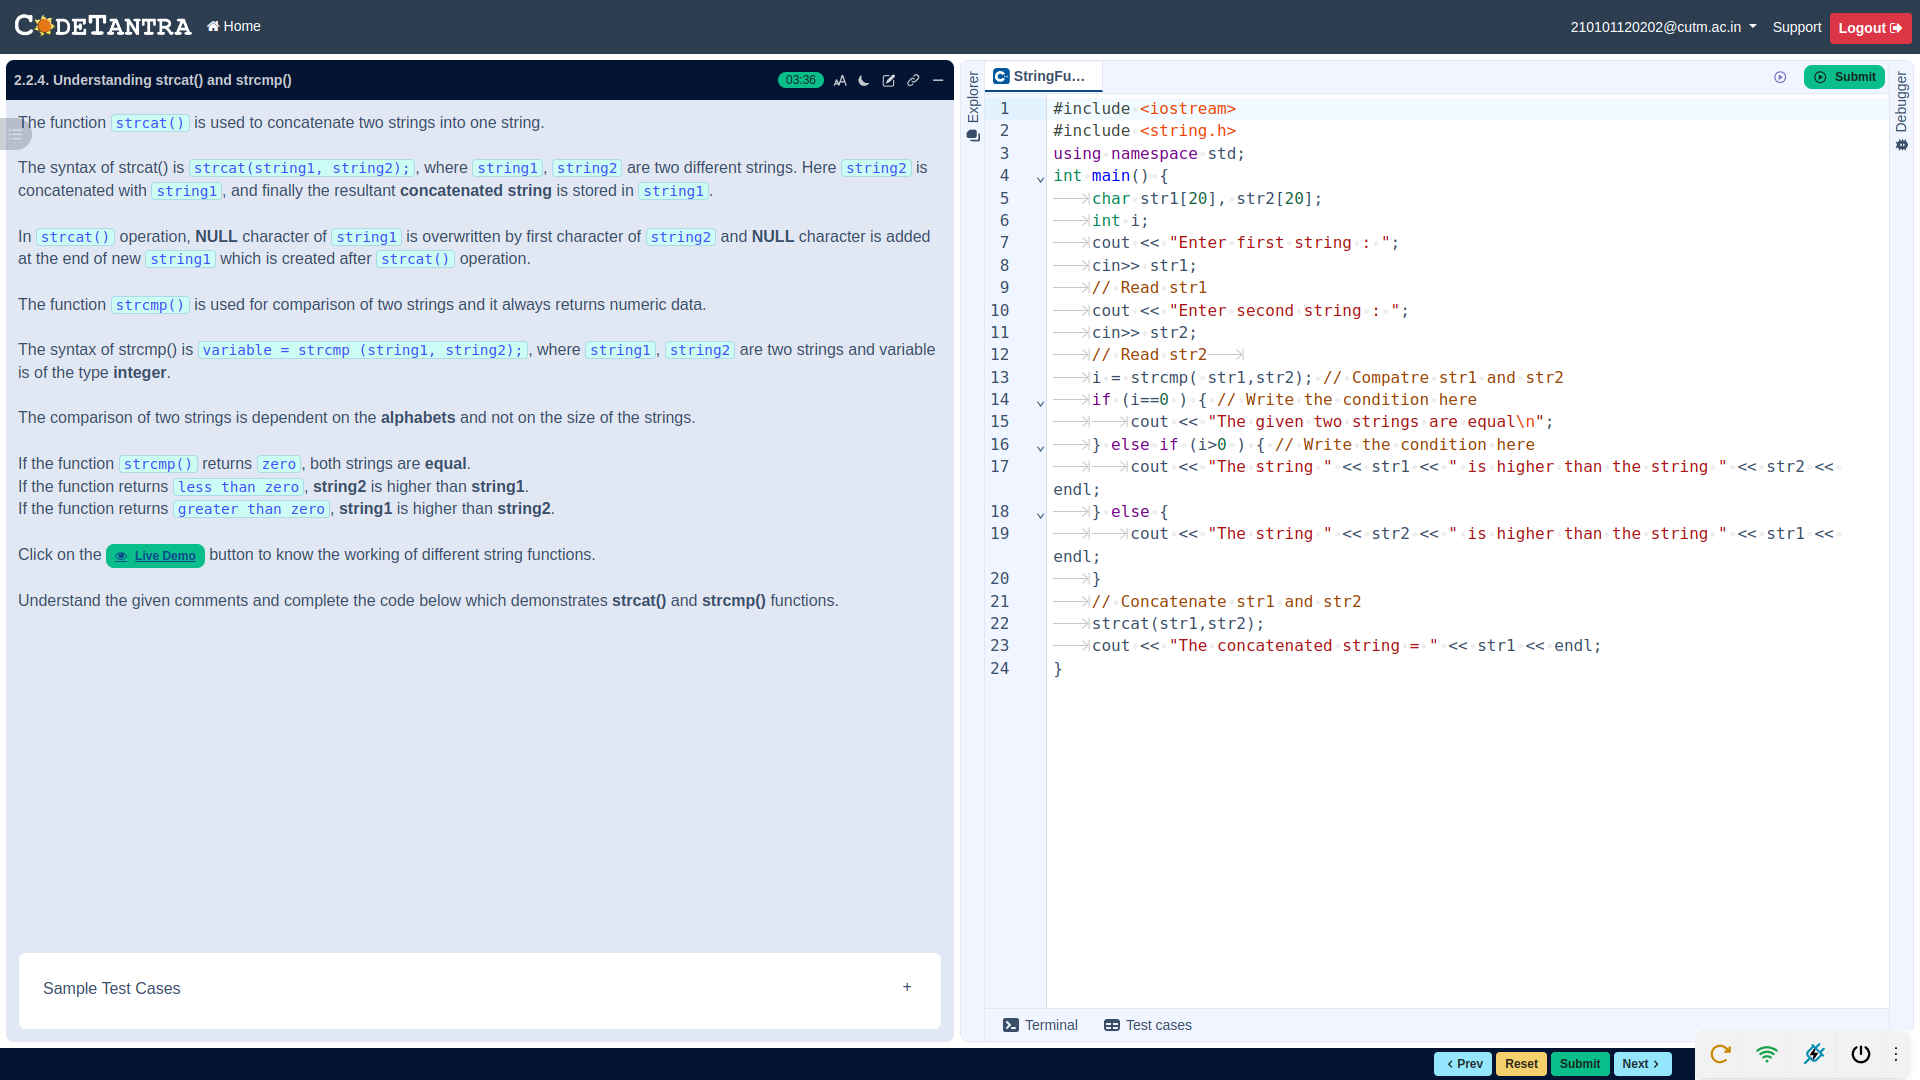 CODETANTRA Home 210101120202@cutm.ac.in Support Logout
2.2.4. Understanding strcat() and strcmp() 03:36
The function strcat() is used to concatenate two strings into one string.
The syntax of strcat() is strcat(string1, string2);, where string1, string2 are two different strings. Here string2 is
concatenated with string1, and finally the resultant concatenated string is stored in string1.
In strcat() operation, NULL character of string1 is overwritten by first character of string2 and NULL character is added
at the end of new string1 which is created after strcat() operation.
The function strcmp() is used for comparison of two strings and it always returns numeric data.
The syntax of strcmp() is variable = strcmp (string1, string2);, where string1, string2 are two strings and variable
is of the type integer.
The comparison of two strings is dependent on the alphabets and not on the size of the strings.
If the function strcmp() returns zero, both strings are equal.
If the function returns less than zero, string2 is higher than string1.
If the function returns greater than zero, string1 is higher than string2.
Click on the Live Demo button to know the working of different string functions.
Understand the given comments and complete the code below which demonstrates strcat() and strcmp() functions.
Sample Test Cases +
Explorer
StringFu... Submit
Debugger
1 #include <iostream>
2 #include <string.h>
3 using namespace std;
4 int main() {
5 char str1[20], str2[20];
6 int i;
7 cout << "Enter first string : ";
8 cin>> str1;
9 // Read str1
10 cout << "Enter second string : ";
11 cin>> str2;
12 // Read str2
13 i = strcmp( str1,str2); // Compatre str1 and str2
14 if (i==0 ) { // Write the condition here
15 cout << "The given two strings are equal\n";
16 } else if (i>0 ) { // Write the condition here
17 cout << "The string " << str1 << " is higher than the string " << str2 <<
endl;
18 } else {
19 cout << "The string " << str2 << " is higher than the string " << str1 <<
endl;
20 }
21 // Concatenate str1 and str2
22 strcat(str1,str2);
23 cout << "The concatenated string = " << str1 << endl;
24 }
Terminal Test cases
Prev Reset Submit Next